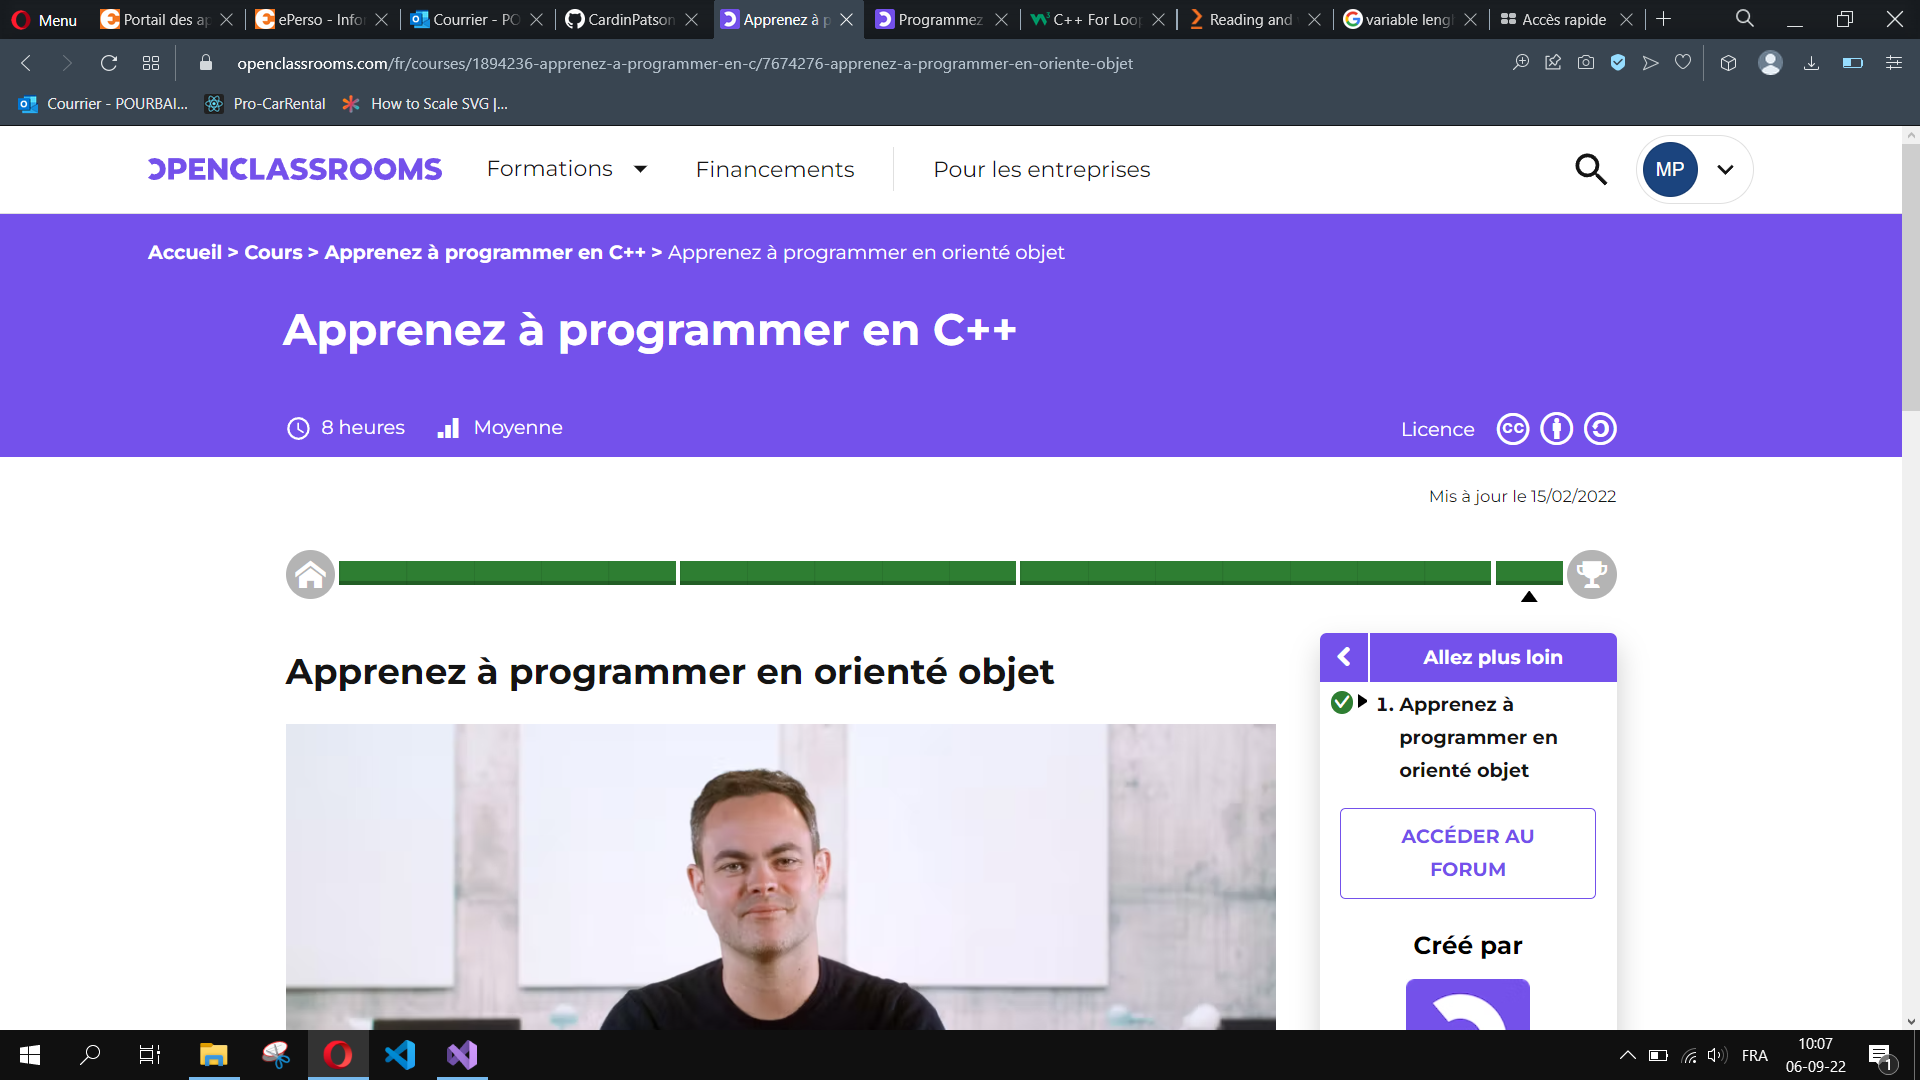 Menu
Portail des ap
ePerso - Infor
Courrier - PO
CardinPatson
Apprenez à p
Programmez
C++ For Loop
Reading and
variable lengt
Accès rapide
openclassrooms.com/fr/courses/1894236-apprenez-a-programmer-en-c/7674276-apprenez-a-programmer-en-oriente-objet
Courrier - POURBAI...
Pro-CarRental
How to Scale SVG |,...
OPENCLASSROOMS
Formations
Financements
Pour les entreprises
MP
Accueil > Cours > Apprenez à programmer en C++ > Apprenez à programmer en orienté objet
Apprenez à programmer en C++
8 heures
Moyenne
Licence
cc
Mis à jour le 15/02/2022
Apprenez à programmer en orienté objet
Allez plus loin
1. Apprenez à
programmer en
orienté objet
ACCÉDER AU
FORUM
Créé par
FRA
10:07
06-09-22
1